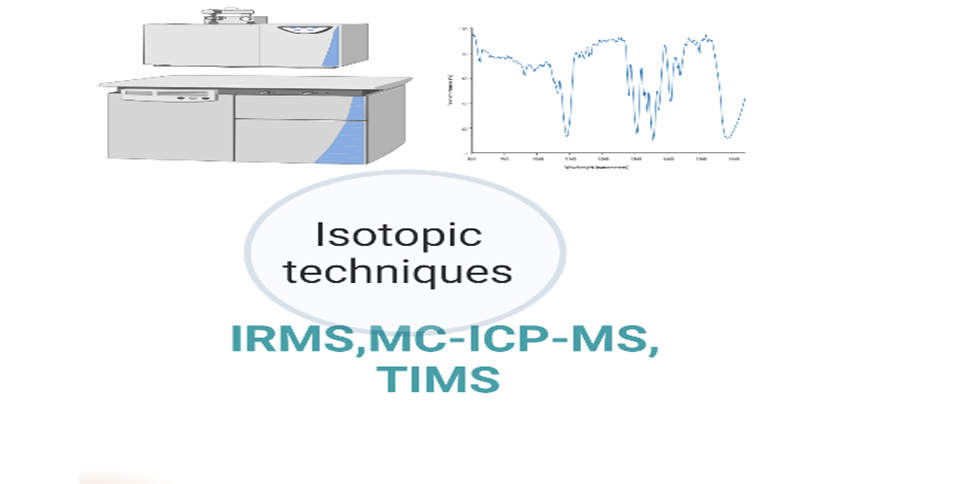 Isotopic
techniques
IRMS,MC-ICP-MS,
TIMS